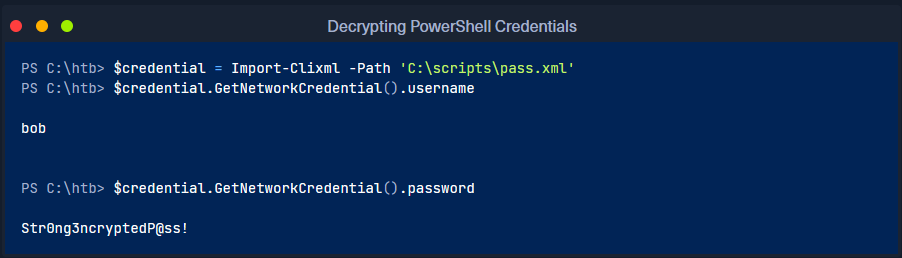 Decrypting PowerShell Credentials
PS C:\htb> $credential = Import-Clixml -Path 'C:\scripts\pass.xml'
PS C:\htb> $credential.GetNetworkCredential().username
bob
PS C:\htb> $credential.GetNetworkCredential().password
Str0ng3ncryptedP@ss!